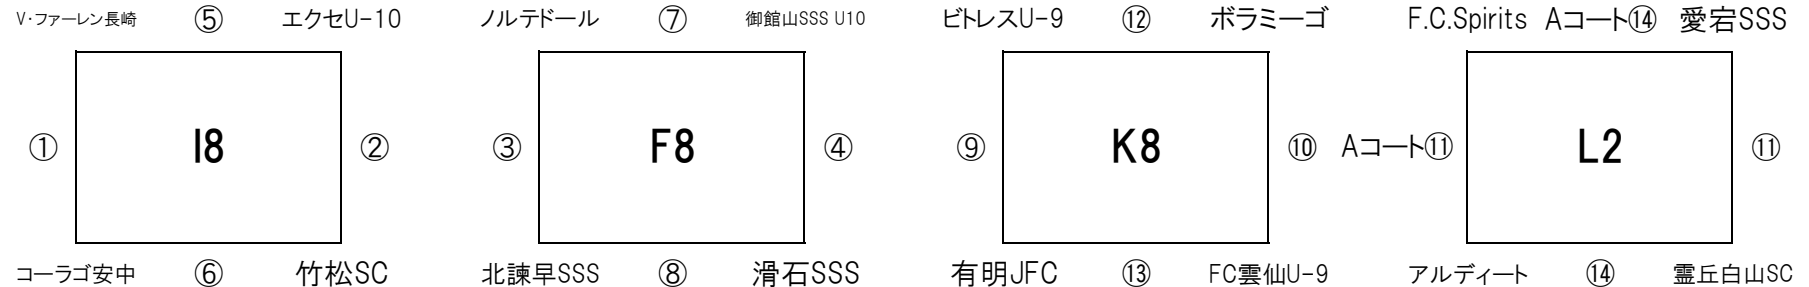 V・ファーレン長崎 ⑤ エクセU-10 ノルテドール ⑦ 御館山SSS U10 ビトレスU-9 ⑫ ボラミーゴ F.C.Spirits Aコート⑭ 愛宕SSS
① I8 ② ③ F8 ④ ⑨ K8 ⑩ Aコート⑪ L2 ⑪
コーラゴ安中 ⑥ 竹松SC 北諫早SSS ⑧ 滑石SSS 有明JFC ⑬ FC雲仙U-9 アルディート ⑭ 霊丘白山SC